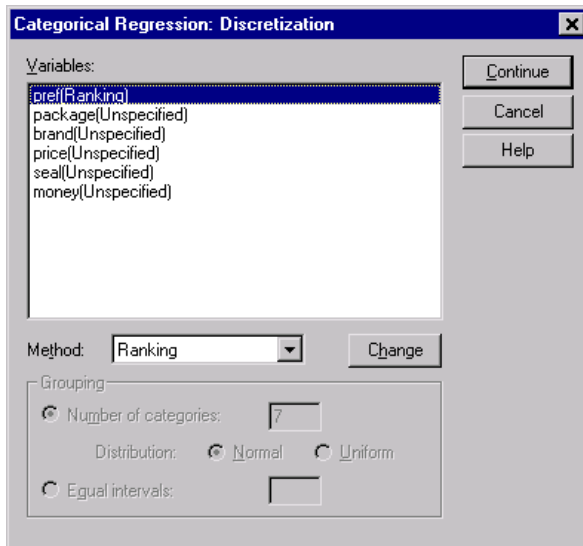 Categorical Regression: Discretization
Variables:
pref(Ranking)
package(Unspecified)
brand(Unspecified)
price(Unspecified)
seal(Unspecified)
money(Unspecified)
Continue
Cancel
Help
Method: Ranking Change
Grouping
Number of categories: 7
Distribution: Normal Uniform
Equal intervals: